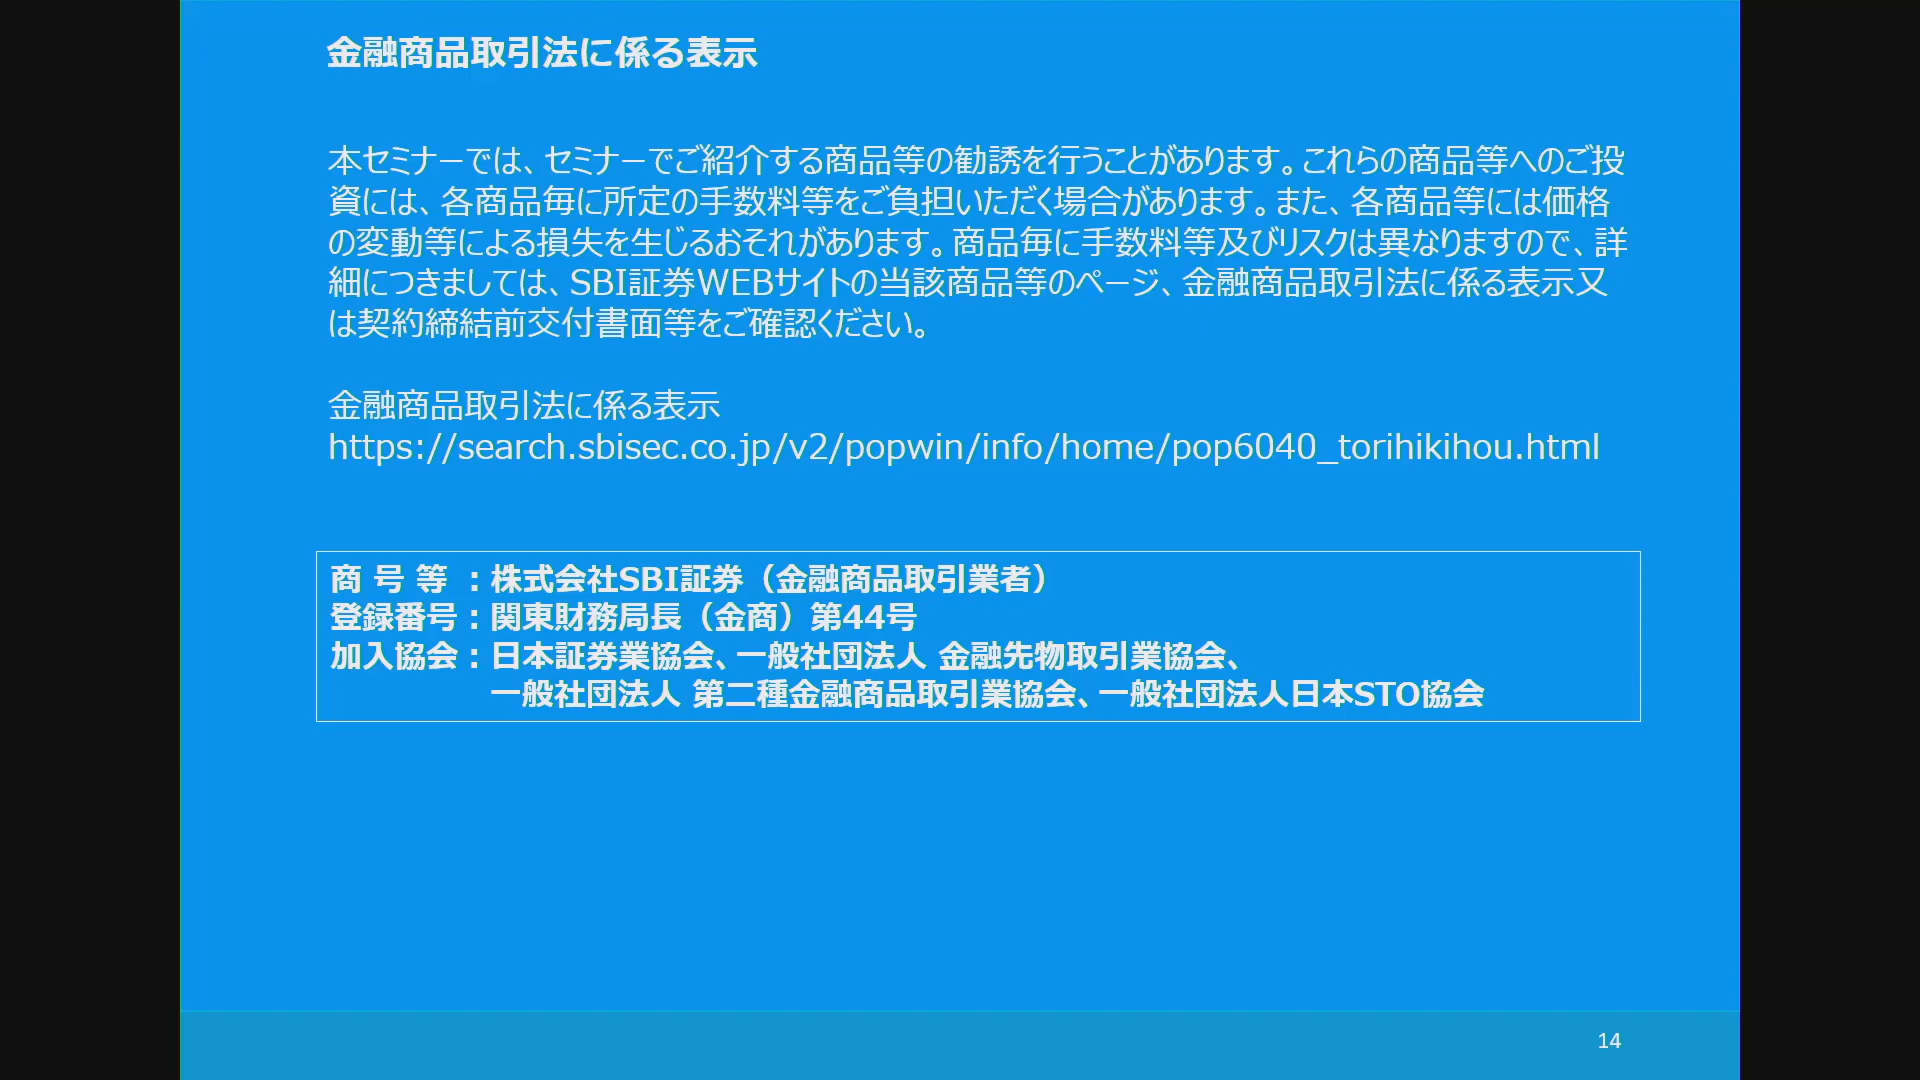 金融商品取引法に係る表示
本セミナーでは、セミナーでご紹介する商品等の勧誘を行うことがあります。これらの商品等へのご投
資には、各商品毎に所定の手数料等をご負担いただく場合があります。また、各商品等には価格
の変動等による損失を生じるおそれがあります。商品毎に手数料等及びリスクは異なりますので、詳
細につきましては、SBI証券WEBサイトの当該商品等のページ、金融商品取引法に係る表示又
は契約締結前交付書面等をご確認ください。
金融商品取引法に係る表示
https://search.sbisec.co.jp/v2/popwin/info/home/pop6040_torihikihou.html
商 号 等 ：株式会社SBI証券（金融商品取引業者）
登録番号：関東財務局長（金商）第44号
加入協会：日本証券業協会、一般社団法人 金融先物取引業協会、
一般社団法人 第二種金融商品取引業協会、一般社団法人日本STO協会
14